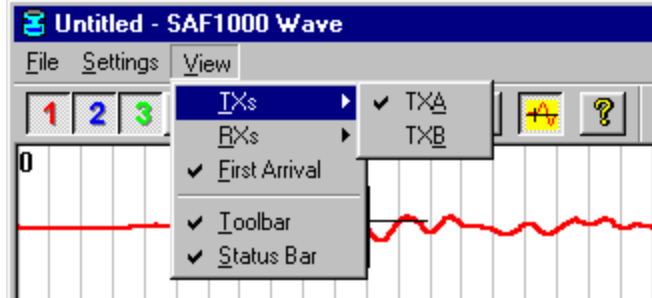 Untitled - SAF1000 Wave
File Settings View
1 2 3 ?
TXs TXA
RXs TXB
First Arrival
Toolbar
Status Bar
0